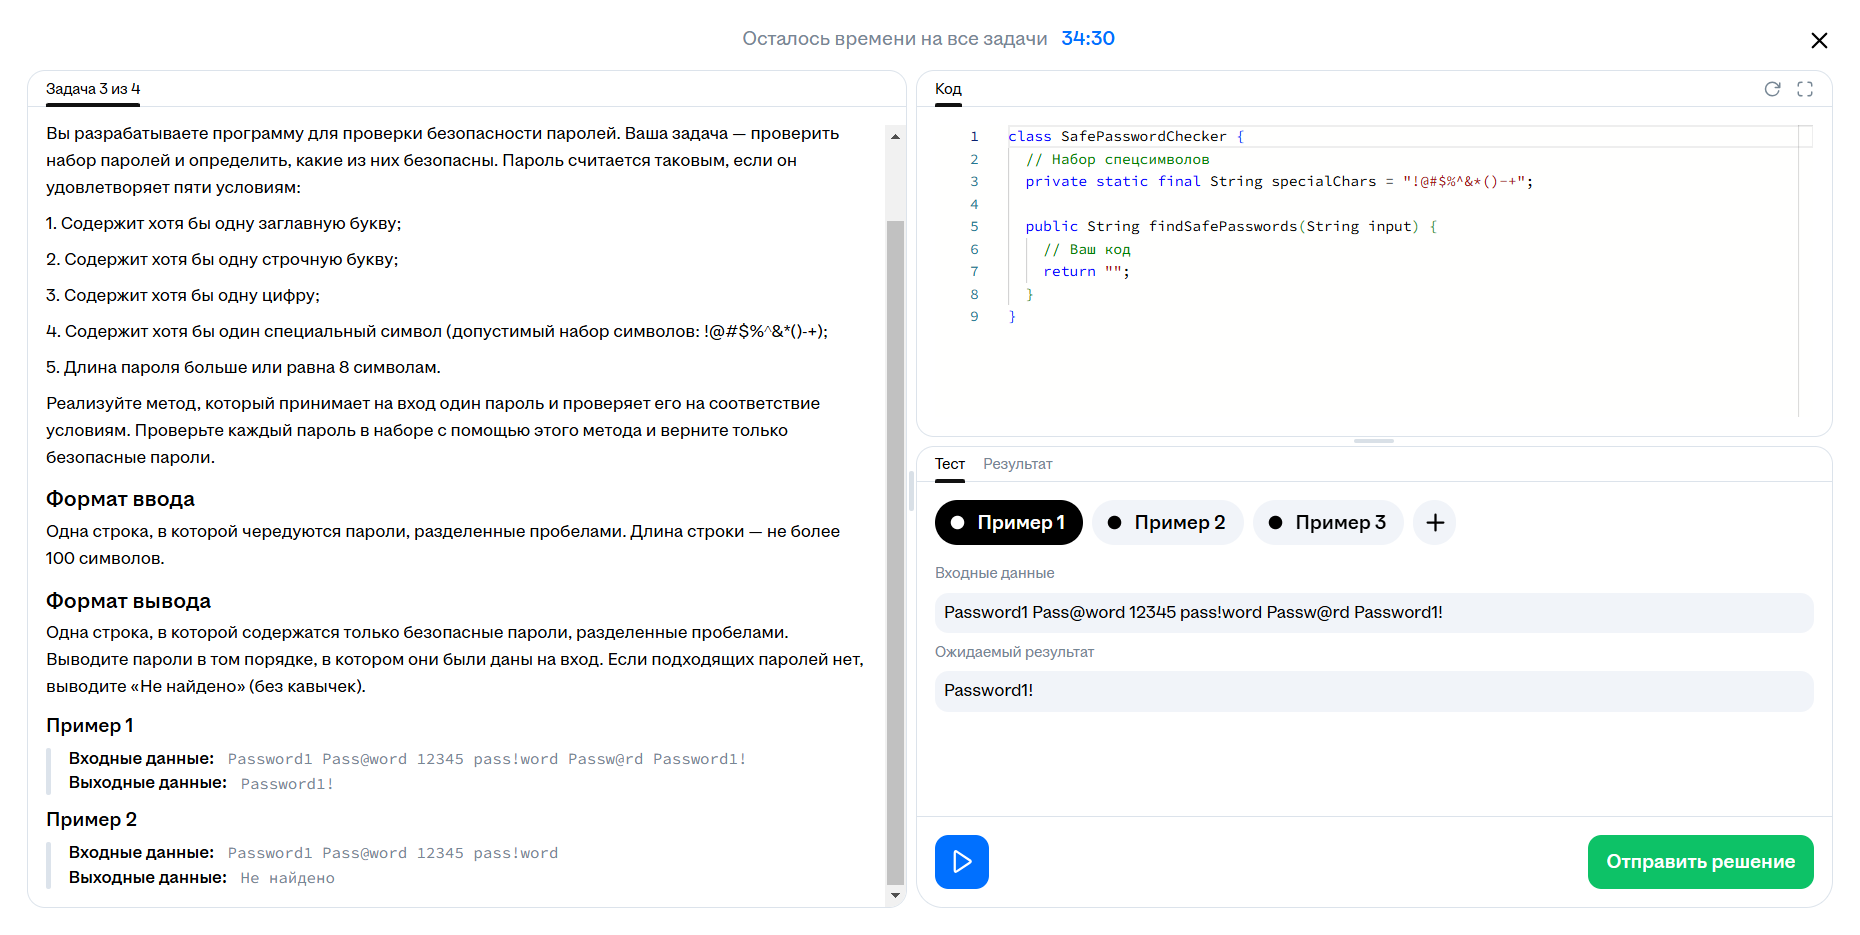 Осталось времени на все задачи 34:30
Задача 3 из 4
Вы разрабатываете программу для проверки безопасности паролей. Ваша задача — проверить
набор паролей и определить, какие из них безопасны. Пароль считается таковым, если он
удовлетворяет пяти условиям:
1. Содержит хотя бы одну заглавную букву;
2. Содержит хотя бы одну строчную букву;
3. Содержит хотя бы одну цифру;
4. Содержит хотя бы один специальный символ (допустимый набор символов: !@#$%^&*()-+);
5. Длина пароля больше или равна 8 символам.
Реализуйте метод, который принимает на вход один пароль и проверяет его на соответствие
условиям. Проверьте каждый пароль в наборе с помощью этого метода и верните только
безопасные пароли.
Формат ввода
Одна строка, в которой чередуются пароли, разделенные пробелами. Длина строки — не более
100 символов.
Формат вывода
Одна строка, в которой содержатся только безопасные пароли, разделенные пробелами.
Выводите пароли в том порядке, в котором они были даны на вход. Если подходящих паролей нет,
выводите «Не найдено» (без кавычек).
Пример 1
Входные данные: Password1 Pass@word 12345 pass!word Passw@rd Password1!
Выходные данные: Password1!
Пример 2
Входные данные: Password1 Pass@word 12345 pass!word
Выходные данные: Не найдено
Код
1 class SafePasswordChecker {
2 // Набор спецсимволов
3 private static final String specialChars = "!@#$%^&*()-+";
4
5 public String findSafePasswords(String input) {
6 // Ваш код
7 return "";
8 }
9 }
Тест Результат
Пример 1 Пример 2 Пример 3 +
Входные данные
Password1 Pass@word 12345 pass!word Passw@rd Password1!
Ожидаемый результат
Password1!
Отправить решение